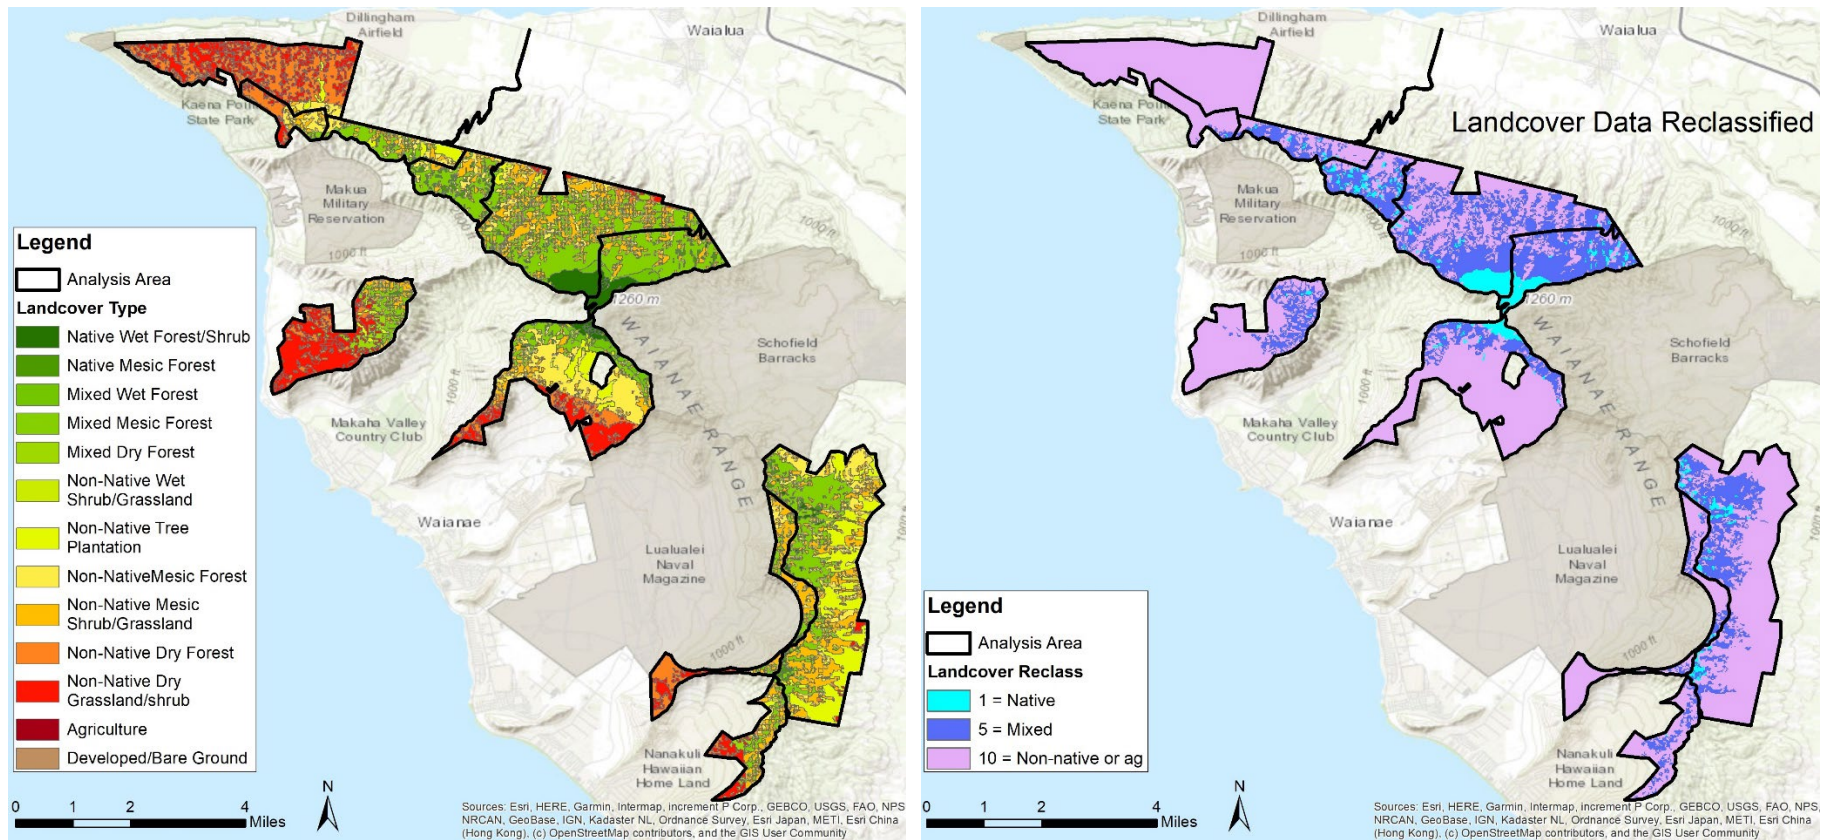 Dillingham
Airfield
Waialua
Kaena Point
State Park
Makua
Military
Reservation
1000 ft
1000 ft
1260 m
WAIANAE RANGE
Schofield
Barracks
1000 ft
Makaha Valley
Country Club
Waianae
Lualualei
Naval
Magazine
1000 ft
Nanakuli
Hawaiian
Home Land
Legend
Analysis Area
Landcover Type
Native Wet Forest/Shrub
Native Mesic Forest
Mixed Wet Forest
Mixed Mesic Forest
Mixed Dry Forest
Non-Native Wet
Shrub/Grassland
Non-Native Tree
Plantation
Non-NativeMesic Forest
Non-Native Mesic
Shrub/Grassland
Non-Native Dry Forest
Non-Native Dry
Grassland/shrub
Agriculture
Developed/Bare Ground
N
0 1 2 4
Miles
Sources: Esri, HERE, Garmin, Intermap, increment P Corp., GEBCO, USGS, FAO, NPS
NRCAN, GeoBase, IGN, Kadaster NL, Ordnance Survey, Esri Japan, METI, Esri China
(Hong Kong), (c) OpenStreetMap contributors, and the GIS User Community
Dillingham
Airfield
Waialua
Landcover Data Reclassified
Kaena Point
State Park
Makua
Military
Reservation
1000 ft
1000 ft
1260 m
WAIANAE RANGE
Schofield
Barracks
1000 ft
Makaha Valley
Country Club
Waianae
Lualualei
Naval
Magazine
1000 ft
Nanakuli
Hawaiian
Home Land
Legend
Analysis Area
Landcover Reclass
1 = Native
5 = Mixed
10 = Non-native or ag
N
0 1 2 4
Miles
Sources: Esri, HERE, Garmin, Intermap, increment P Corp., GEBCO, USGS, FAO, NPS,
NRCAN, GeoBase, IGN, Kadaster NL, Ordnance Survey, Esri Japan, METI, Esri China
(Hong Kong), (c) OpenStreetMap contributors, and the GIS User Community